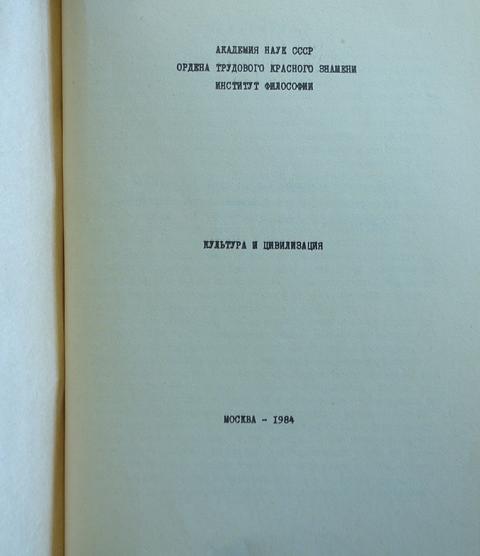 АКАДЕМИЯ НАУК СССР
ОРДЕНА ТРУДОВОГО КРАСНОГО ЗНАМЕНИ
ИНСТИТУТ ФИЛОСОФИИ
КУЛЬТУРА И ЦИВИЛИЗАЦИЯ
МОСКВА - 1984